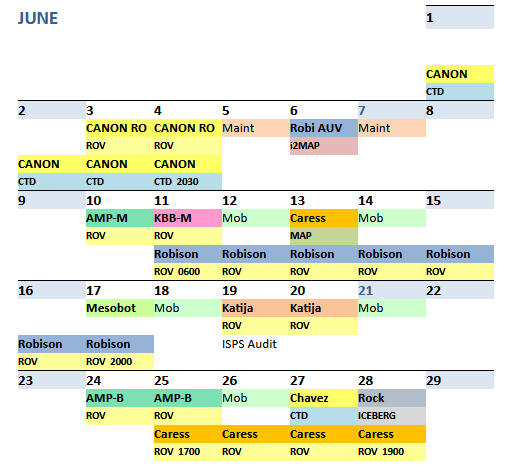 JUNE 1
CANON
CTD
2 3 4 5 6 7 8
CANON RO CANON RO Maint Robi AUV Maint
ROV ROV i2MAP
CANON CANON CANON
CTD CTD CTD 2030
9 10 11 12 13 14 15
AMP-M KBB-M Mob Caress Mob
ROV ROV MAP
Robison Robison Robison Robison Robison
ROV 0600 ROV ROV ROV ROV
16 17 18 19 20 21 22
Mesobot Mob Katija Katija Mob
ROV ROV
Robison Robison ISPS Audit
ROV ROV 2000
23 24 25 26 27 28 29
AMP-B AMP-B Mob Chavez Rock
ROV ROV CTD ICEBERG
Caress Caress Caress Caress
ROV 1700 ROV ROV ROV 1900